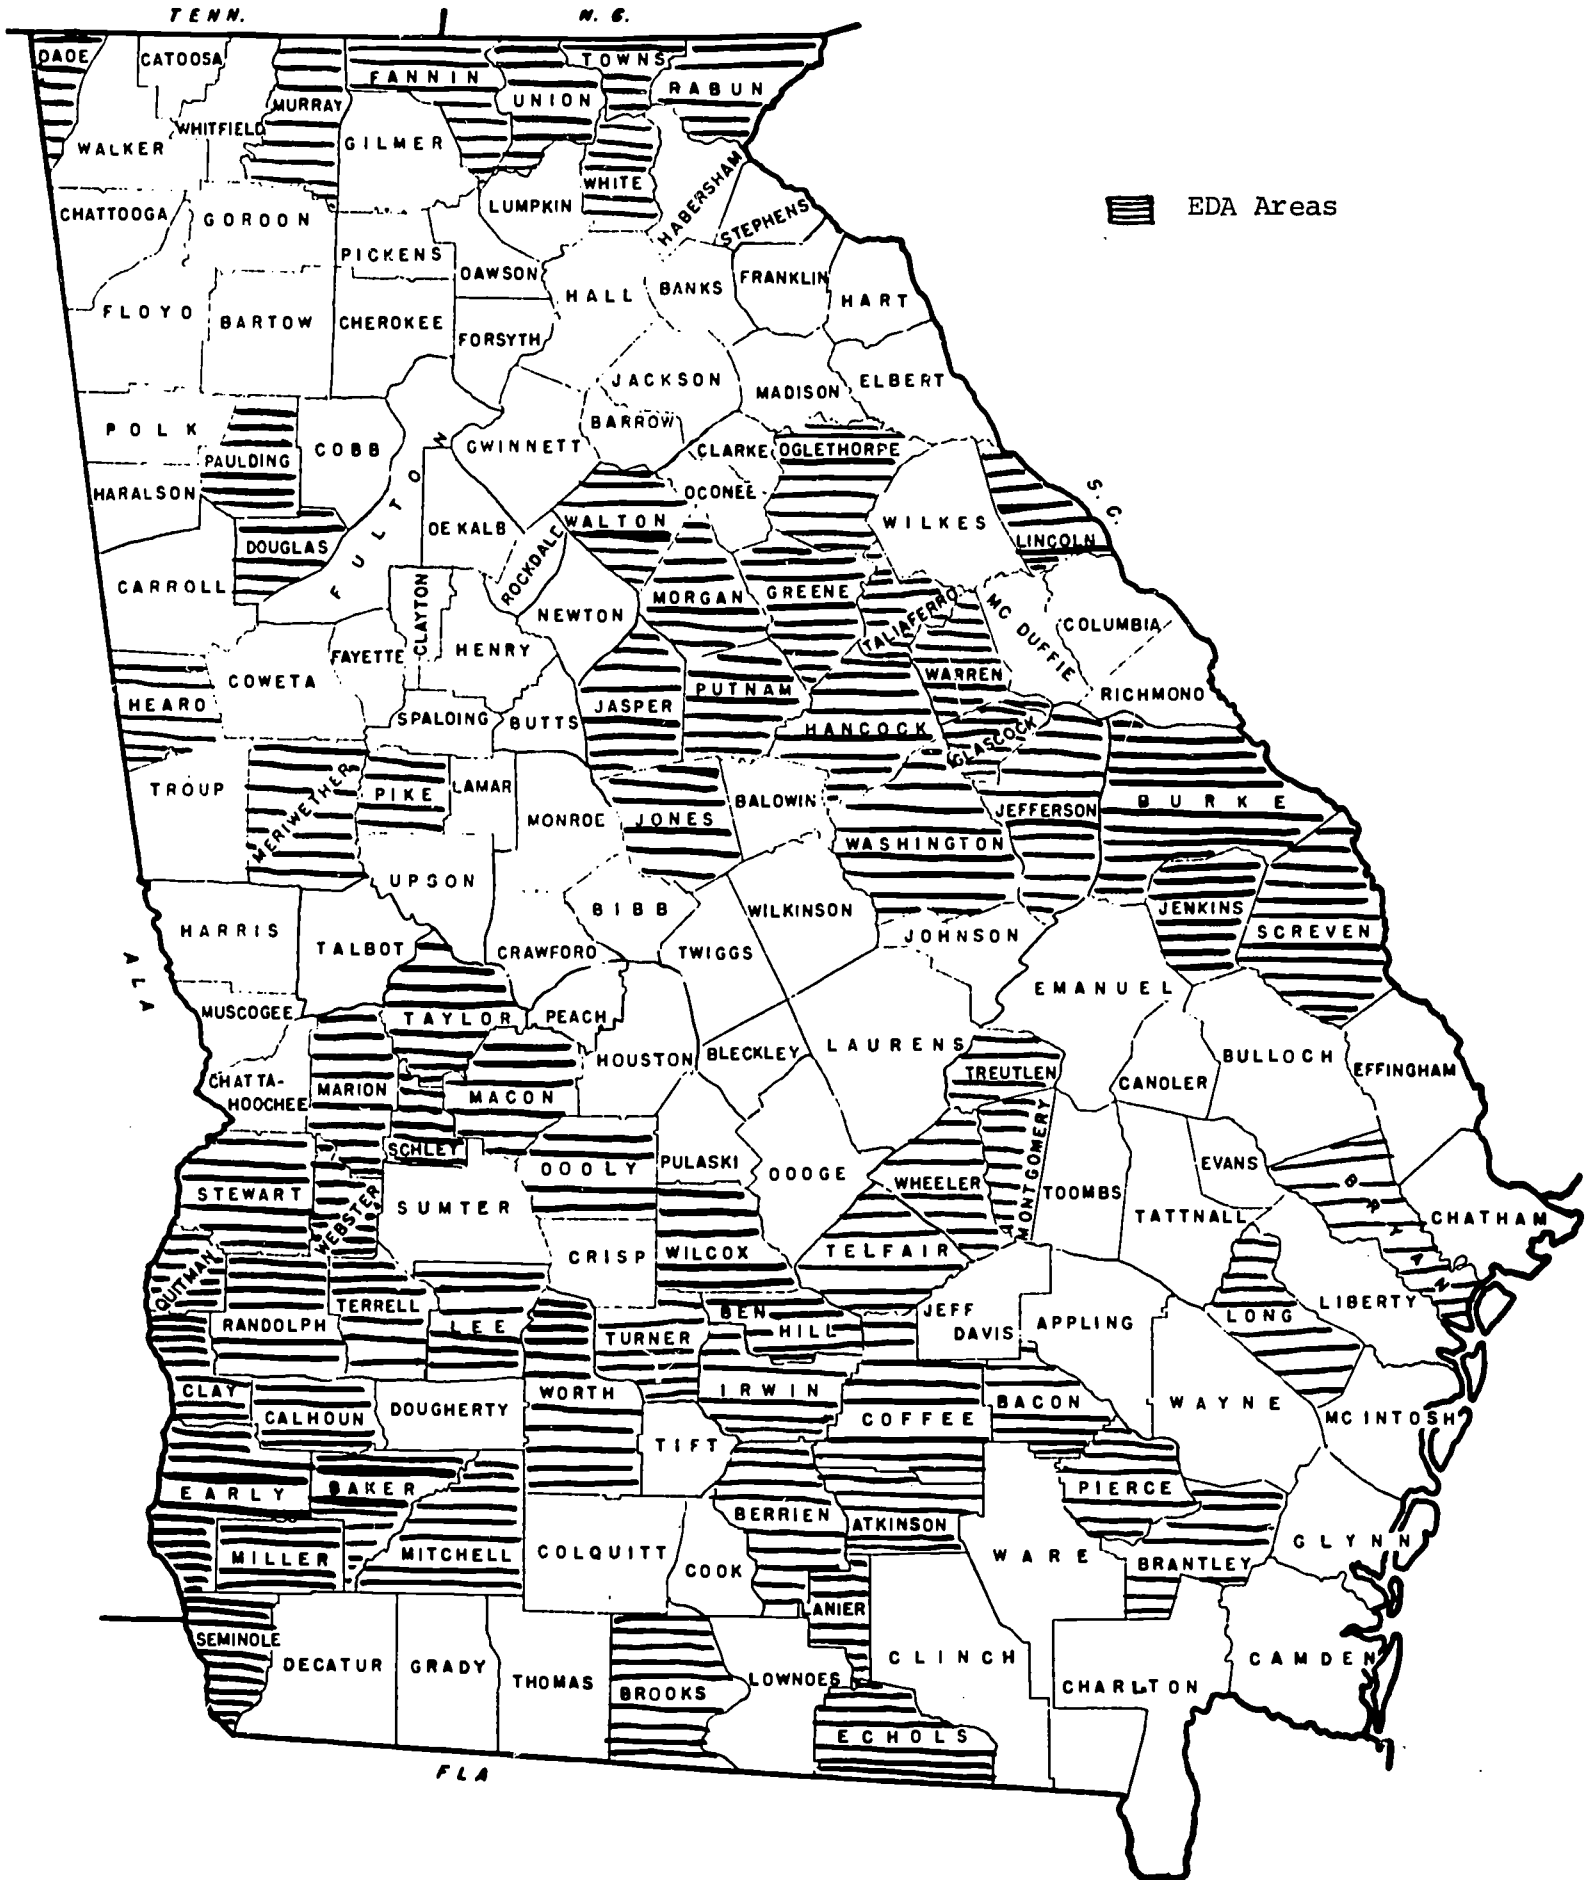 TENN.
N. C.
DADE
CATOOSA
FANNIN
TOWNS
UNION
RABUN
MURRAY
WHITFIELD
WALKER
GILMER
WHITE
LUMPKIN
HABERSHAM
STEPHENS
EDA Areas
CHATTOOGA
GORDON
PICKENS
DAWSON
HALL
BANKS
FRANKLIN
HART
FLOYD
BARTOW
CHEROKEE
FORSYTH
JACKSON
MADISON
ELBERT
POLK
PAULDING
COBB
GWINNETT
BARROW
CLARKE
OGLETHORPE
HARALSON
FULTON
DE KALB
OCONEE
WALTON
WILKES
S. C.
LINCOLN
DOUGLAS
ROCKDALE
CARROLL
CLAYTON
NEWTON
MORGAN
GREENE
TALIAFERRO
MC DUFFIE
COLUMBIA
FAYETTE
HENRY
COWETA
WARREN
RICHMOND
HEARD
SPALDING
BUTTS
JASPER
PUTNAM
HANCOCK
GLASCOCK
TROUP
MERIWETHER
PIKE
LAMAR
MONROE
JONES
BALDWIN
WASHINGTON
JEFFERSON
BURKE
UPSON
BIBB
WILKINSON
JENKINS
SCREVEN
HARRIS
TALBOT
CRAWFORD
TWIGGS
JOHNSON
ALA
MUSCOGEE
TAYLOR
PEACH
EMANUEL
HOUSTON
BLECKLEY
LAURENS
TREUTLEN
CANDLER
BULLOCH
EFFINGHAM
CHATTA-
HOOCHEE
MARION
MACON
SCHLEY
DOOLY
PULASKI
DODGE
WHEELER
MONTGOMERY
TOOMBS
EVANS
BRYAN
STEWART
WEBSTER
SUMTER
TATTNALL
CHATHAM
CRISP
WILCOX
TELFAIR
QUITMAN
RANDOLPH
TERRELL
LEE
TURNER
BEN
HILL
JEFF
DAVIS
APPLING
LONG
LIBERTY
CLAY
CALHOUN
DOUGHERTY
WORTH
IRWIN
COFFEE
BACON
WAYNE
MC INTOSH
TIFT
EARLY
BAKER
BERRIEN
ATKINSON
PIERCE
MILLER
MITCHELL
COLQUITT
COOK
WARE
BRANTLEY
GLYNN
LANIER
SEMINOLE
DECATUR
GRADY
THOMAS
BROOKS
LOWNDES
CLINCH
CHARLTON
CAMDEN
ECHOLS
FLA